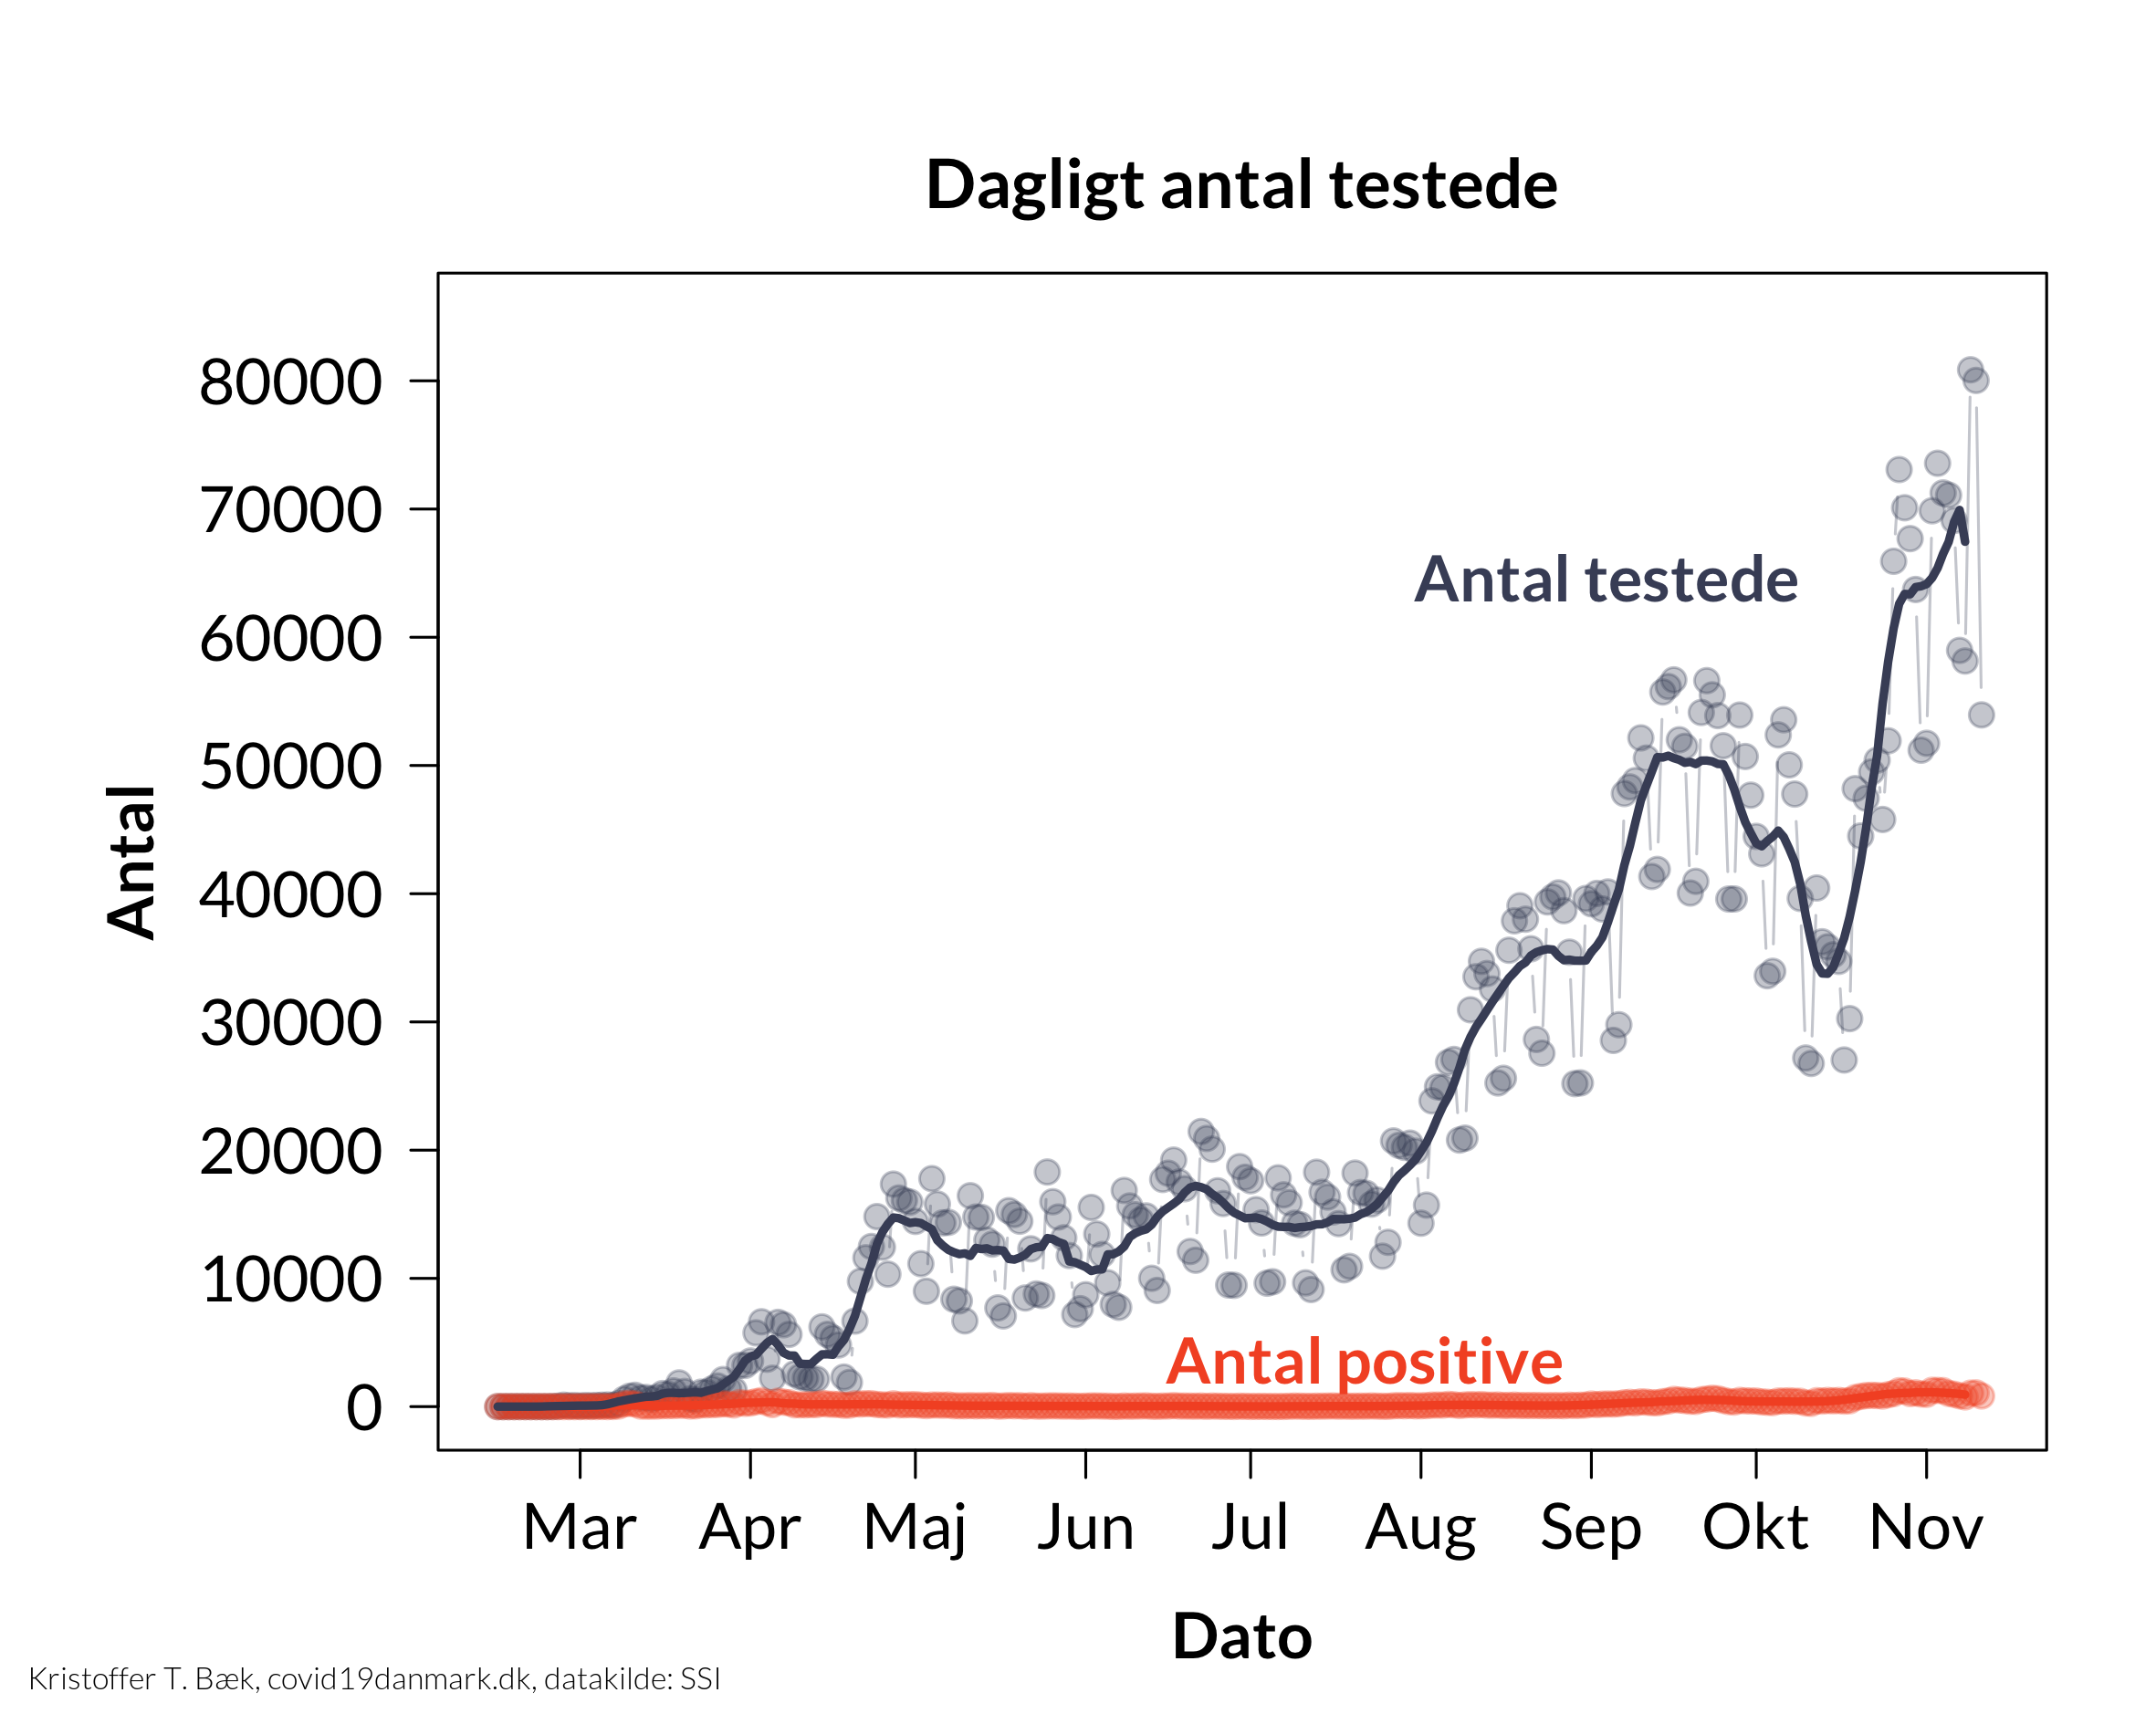 Dagligt antal testede
Antal
80000
70000
60000
50000
40000
30000
20000
10000
0
Antal testede
Antal positive
Mar Apr Maj Jun Jul Aug Sep Okt Nov
Dato
Kristoffer T. Bæk, covid19danmark.dk, datakilde: SSI